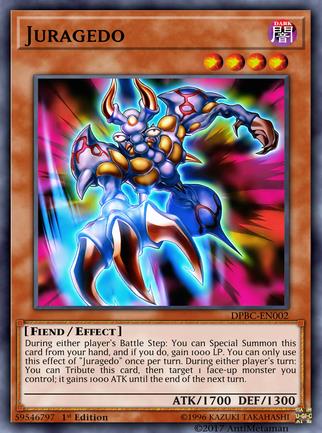 JURAGEDO
DARK
闇
DPBC-EN002
[FIEND / EFFECT]
During either player's Battle Step: You can Special Summon this
card from your hand, and if you do, gain 1000 LP. You can only use
this effect of "Juragedo" once per turn. During either player's turn:
You can Tribute this card, then target 1 face-up monster you
control; it gains 1000 ATK until the end of the next turn.
ATK/1700 DEF/1300
59546797 1st Edition ©1996 KAZUKI TAKAHASHI
©2017 AntiMetaman